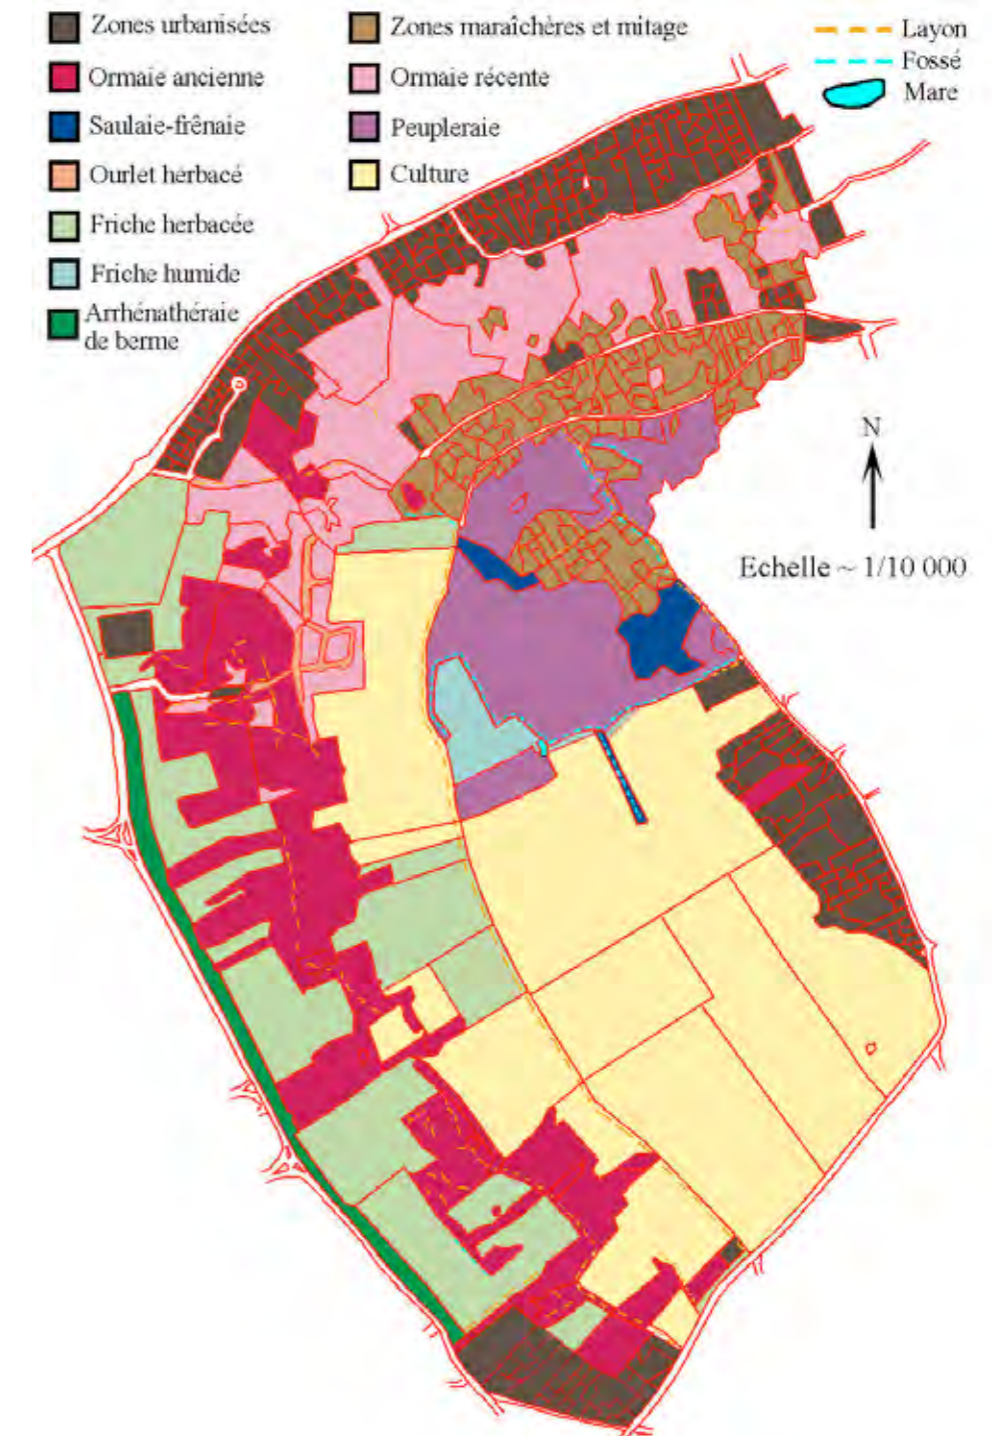 Zones urbanisées
Ormaie ancienne
Saulaie-frênaie
Ourlet herbacé
Friche herbacée
Friche humide
Arrhénathéraie
de berme
Zones maraîchères et mitage
Ormaie récente
Peupleraie
Culture
Layon
Fossé
Mare
N
Echelle ~ 1/10 000